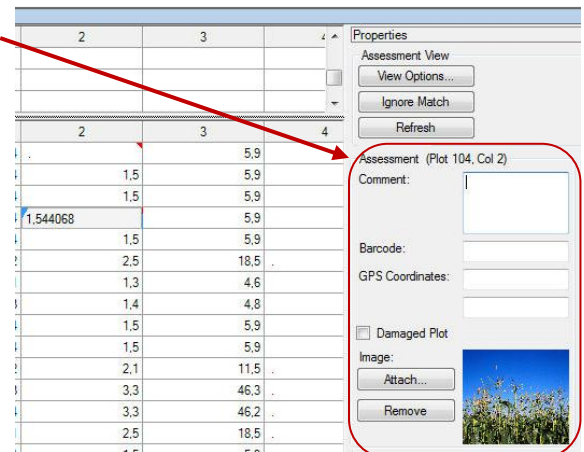 2 3 4
2 3 4
. 5,9
1,5 5,9
1,5 5,9
1,544068 5,9
1,5 5,9
2,5 18,5 .
1,3 4,6
1,4 4,8
1,5 5,9
1,5 5,9
2,1 11,5 .
3,3 46,3 .
3,3 46,2 .
2,5 18,5 .
Properties
Assessment View
View Options...
Ignore Match
Refresh
Assessment (Plot 104, Col 2)
Comment:
Barcode:
GPS Coordinates:
Damaged Plot
Image:
Attach...
Remove